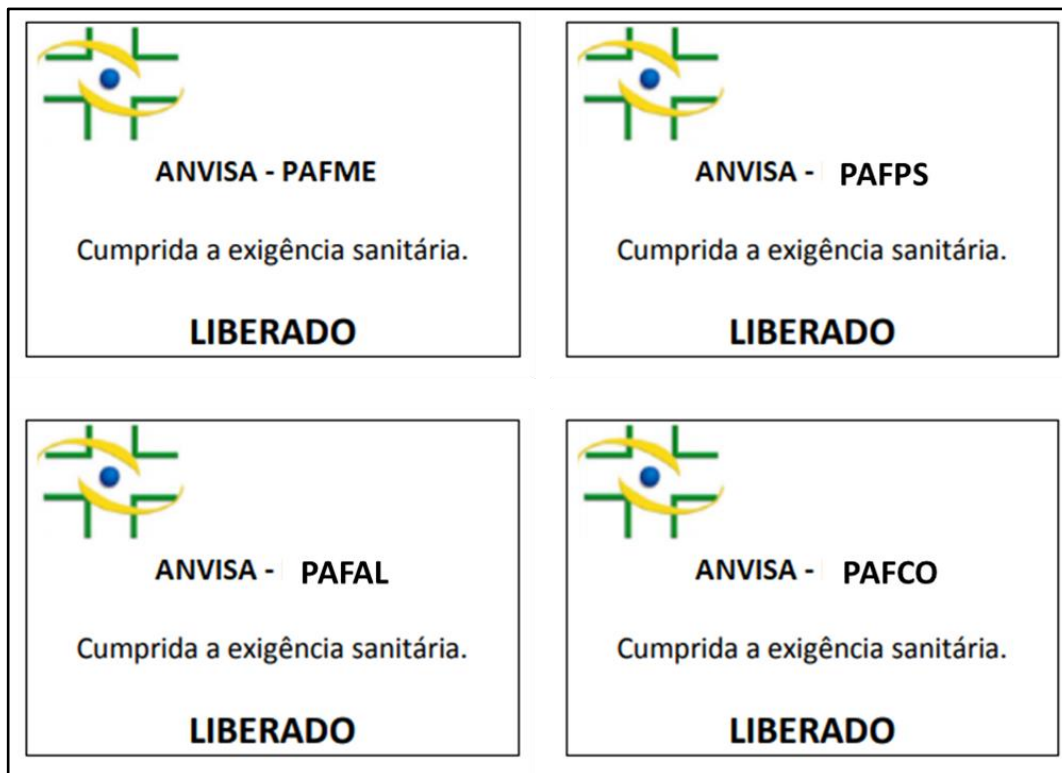 ANVISA - PAFME
Cumprida a exigência sanitária.
LIBERADO
ANVISA - PAFPS
Cumprida a exigência sanitária.
LIBERADO
ANVISA - PAFAL
Cumprida a exigência sanitária.
LIBERADO
ANVISA - PAFCO
Cumprida a exigência sanitária.
LIBERADO